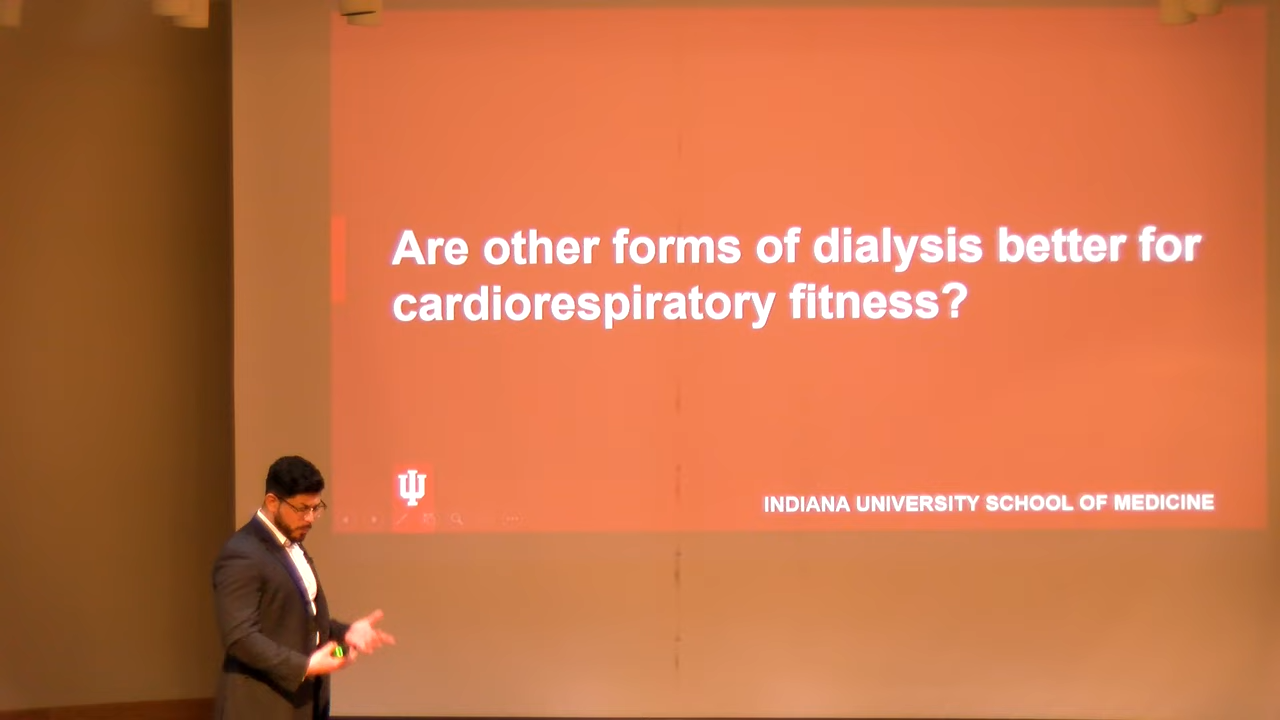 Are other forms of dialysis better for
cardiorespiratory fitness?
INDIANA UNIVERSITY SCHOOL OF MEDICINE